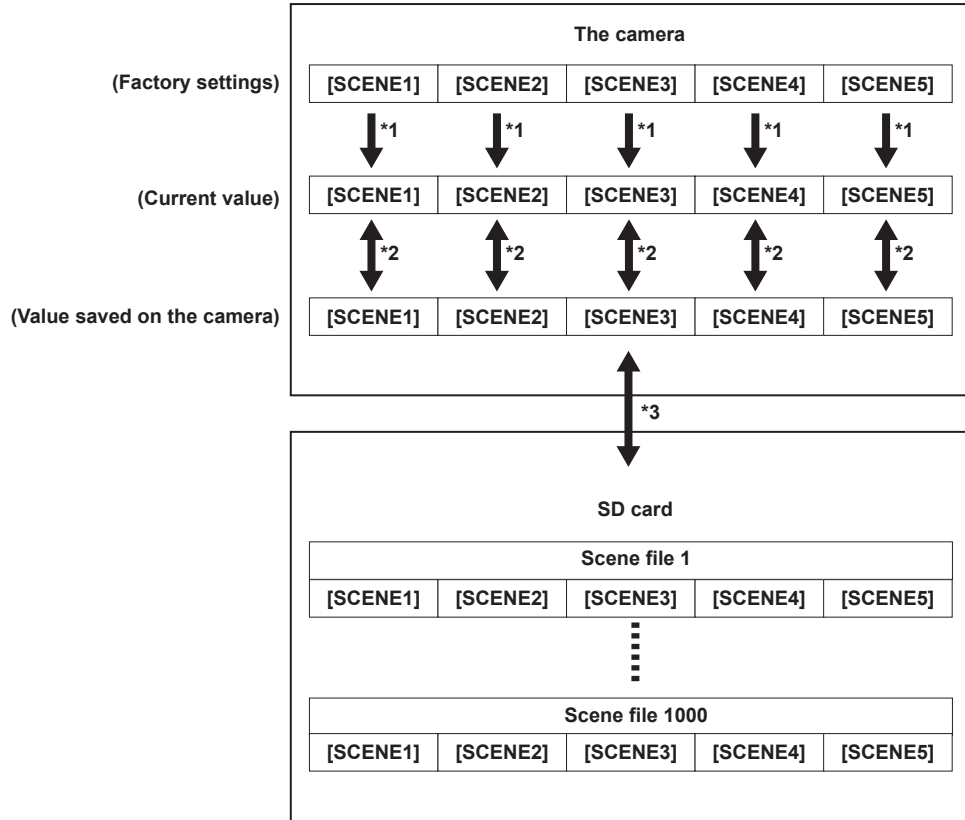 The camera
(Factory settings) [SCENE1] [SCENE2] [SCENE3] [SCENE4] [SCENE5]
*1 *1 *1 *1 *1
(Current value) [SCENE1] [SCENE2] [SCENE3] [SCENE4] [SCENE5]
*2 *2 *2 *2 *2
(Value saved on the camera) [SCENE1] [SCENE2] [SCENE3] [SCENE4] [SCENE5]
*3
SD card
Scene file 1
[SCENE1] [SCENE2] [SCENE3] [SCENE4] [SCENE5]
Scene file 1000
[SCENE1] [SCENE2] [SCENE3] [SCENE4] [SCENE5]